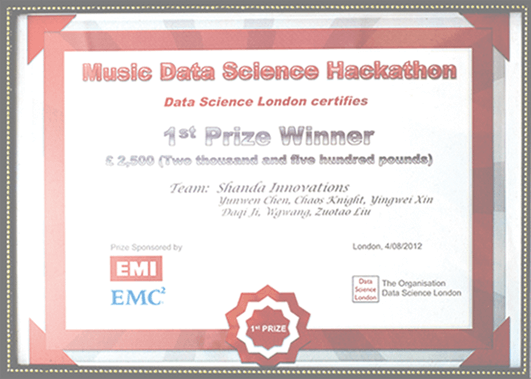 Music Data Science Hackathon
Data Science London certifies
1st Prize Winner
£ 2,500 (Two thousand and five hundred pounds)
Team: Shanda Innovations
Yunwen Chen, Chaos Knight, Yingwei Xin
Daqi Ji, Wgwang, Zuotao Liu
Prize Sponsored by
London, 4/08/2012
EMI
EMC²
Data
Science
London
The Organisation
Data Science London
1st PRIZE